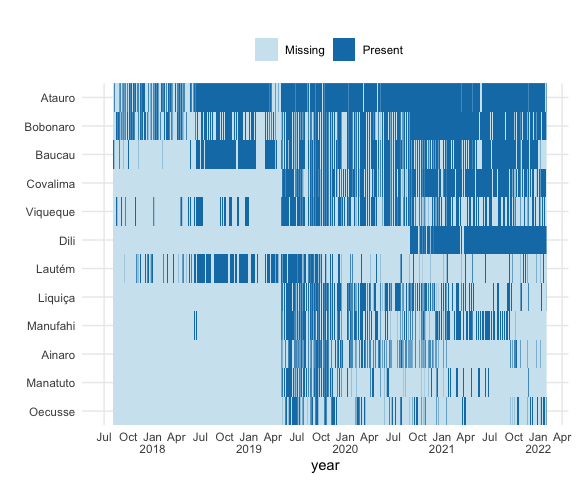 Missing Present
Atauro
Bobonaro
Baucau
Covalima
Viqueque
Dili
Lautém
Liquiça
Manufahi
Ainaro
Manatuto
Oecusse
Jul Oct Jan Apr Jul Oct Jan Apr Jul Oct Jan Apr Jul Oct Jan Apr Jul Oct Jan Apr
2018 2019 2020 2021 2022
year